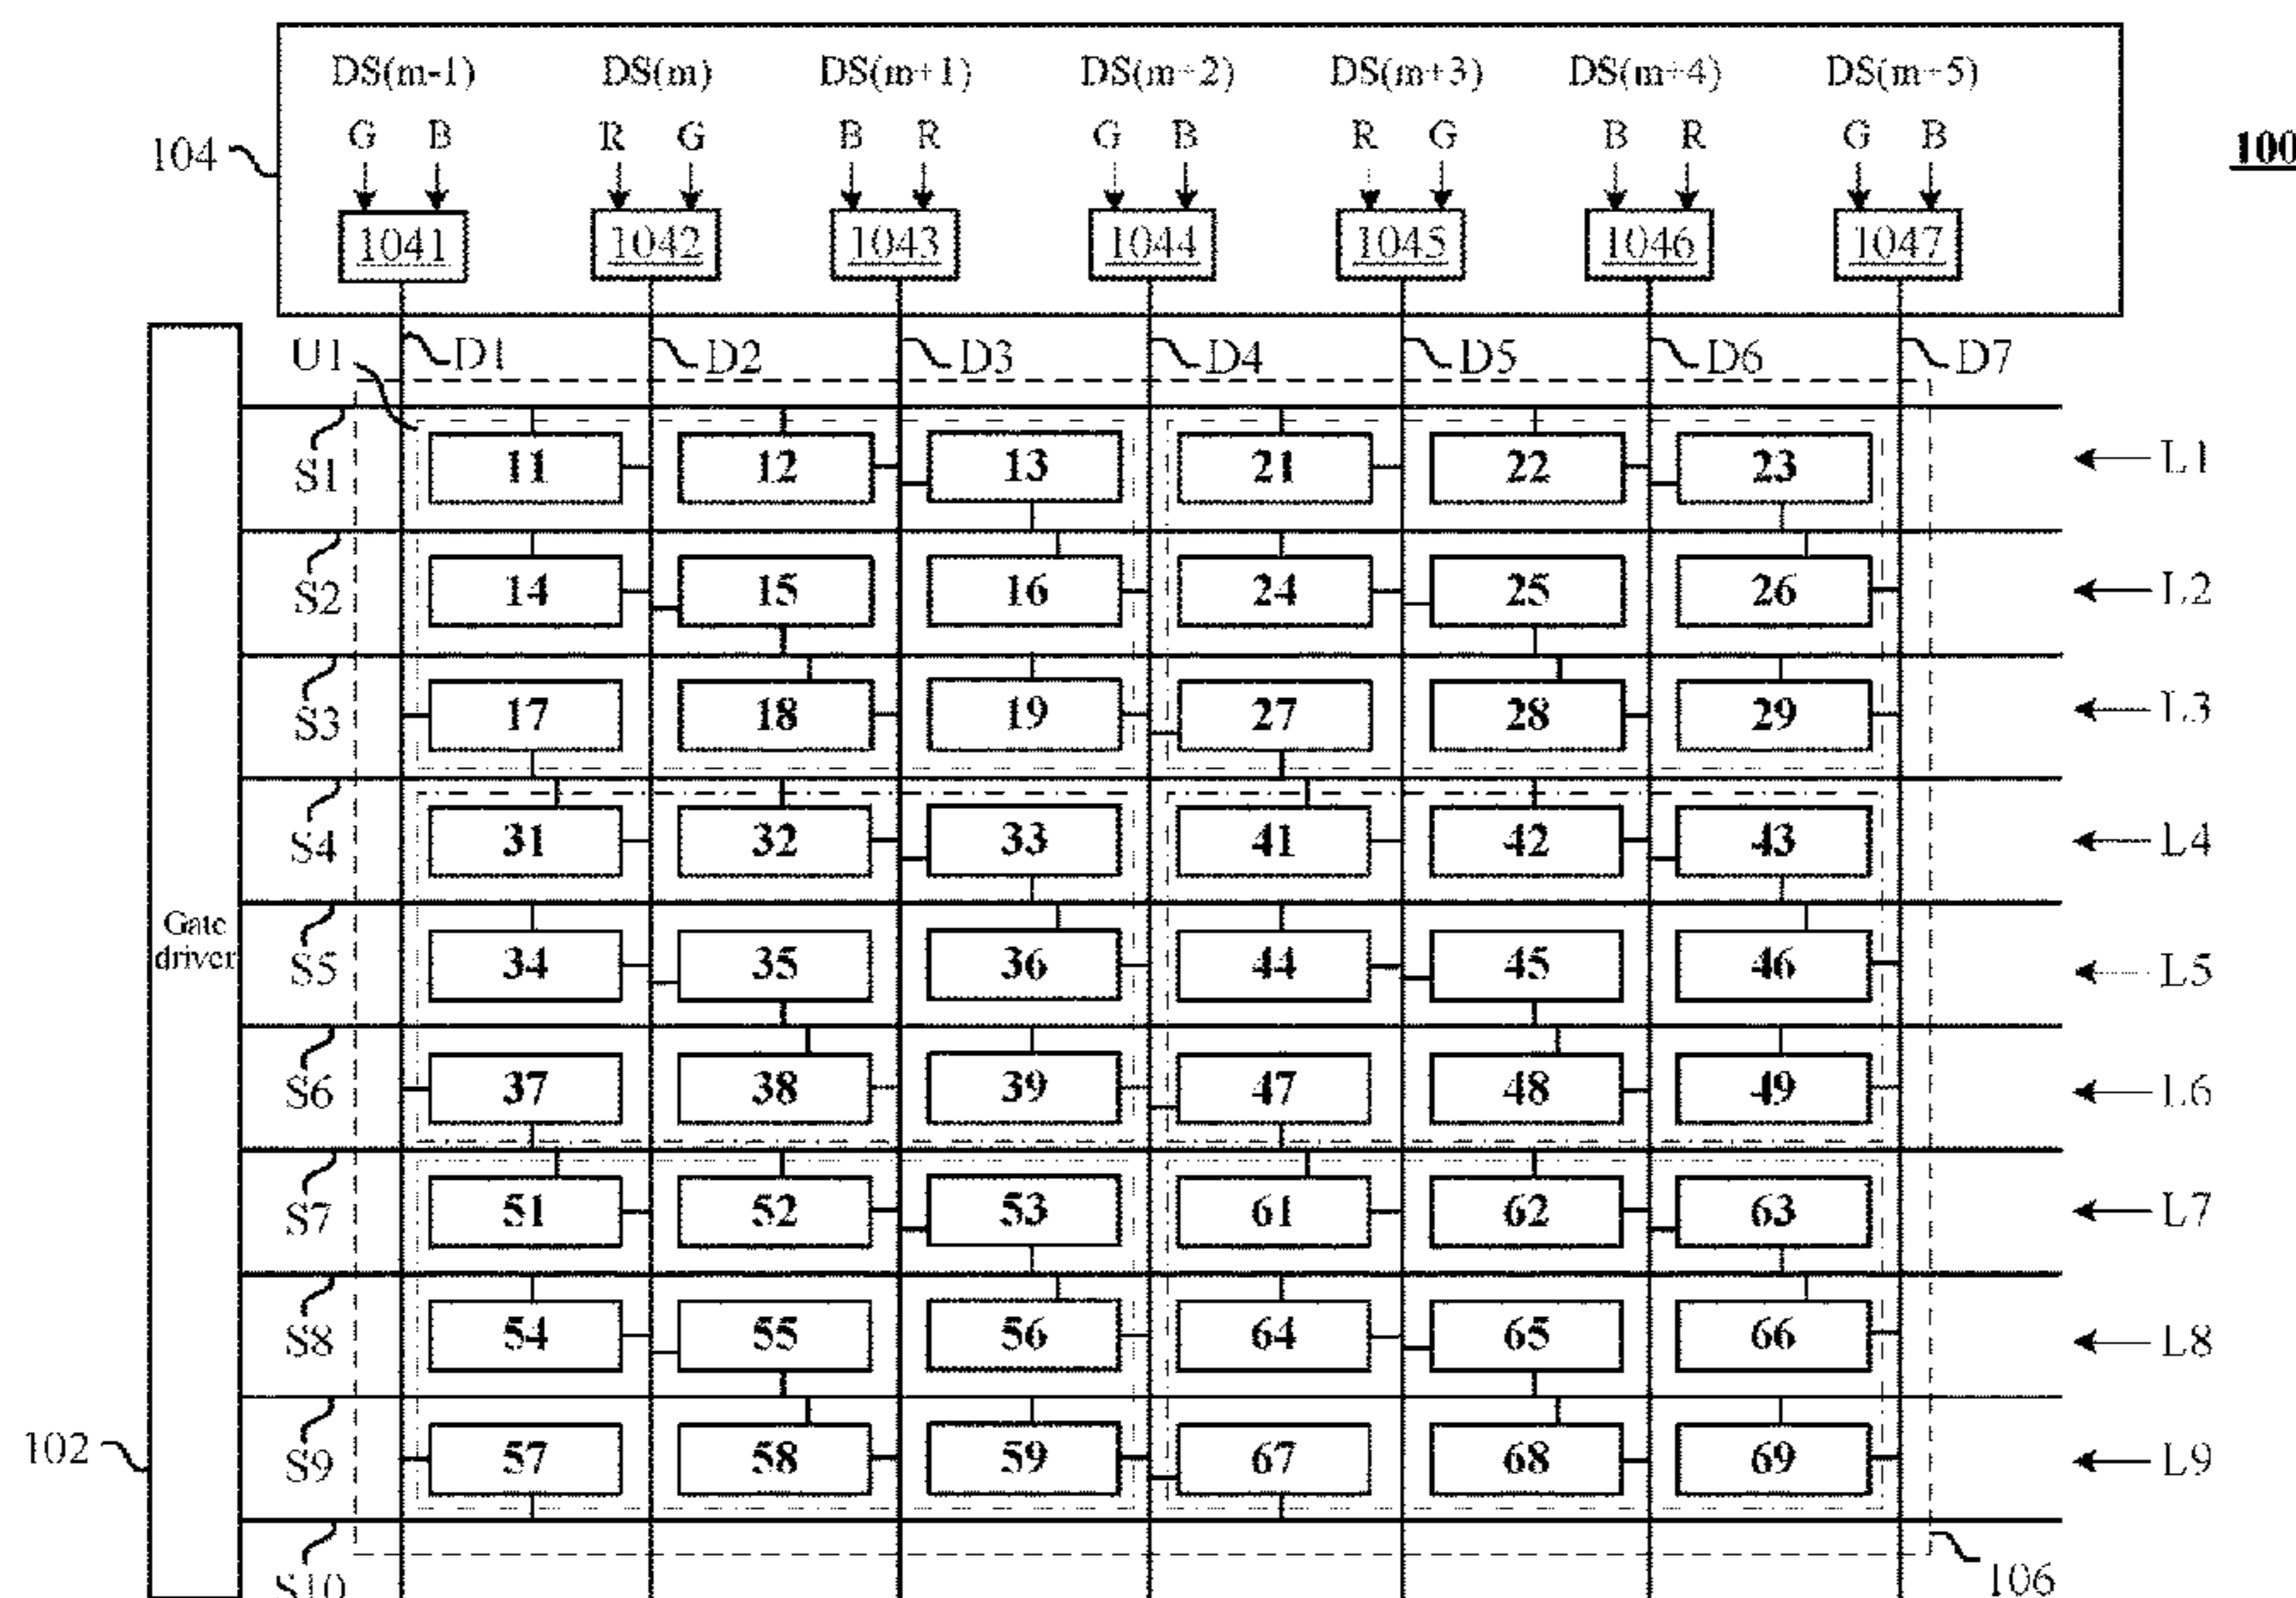 DS(m-1) DS(m) DS(m+1) DS(m+2) DS(m+3) DS(m+4) DS(m+5)
G B R G B R G B R G B R G B
104
100
1041 1042 1043 1044 1045 1046 1047
U1 D1 D2 D3 D4 D5 D6 D7
S1 11 12 13 21 22 23 L1
S2 14 15 16 24 25 26 L2
S3 17 18 19 27 28 29 L3
S4 31 32 33 41 42 43 L4
Gate
driver
S5 34 35 36 44 45 46 L5
S6 37 38 39 47 48 49 L6
S7 51 52 53 61 62 63 L7
S8 54 55 56 64 65 66 L8
102
S9 57 58 59 67 68 69 L9
S10
106